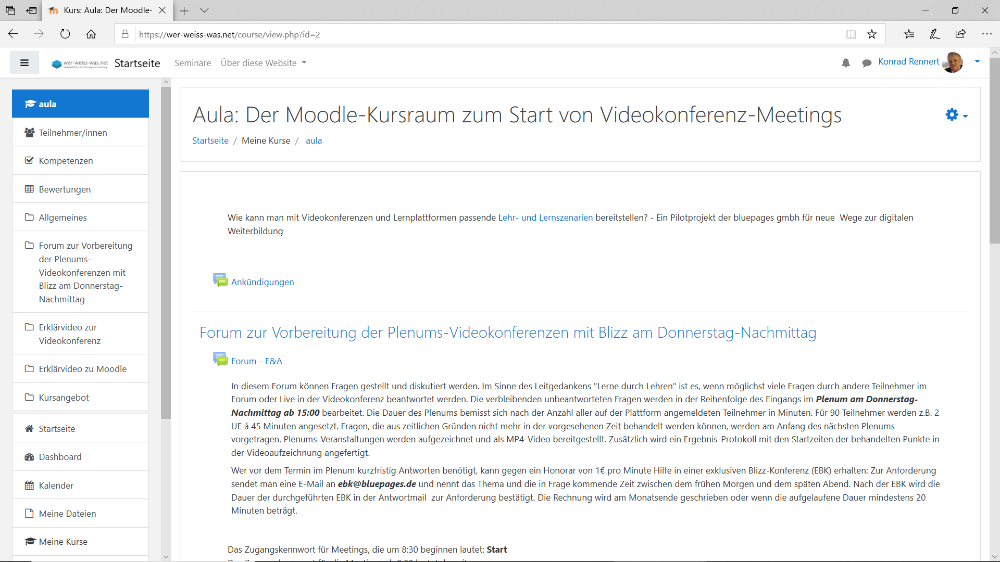 Kurs: Aula: Der Moodle-
https://wer-weiss-was.net/course/view.php?id=2
wer-weiss-was.net
Startseite
Seminare
Über diese Website
Konrad Rennert
aula
Teilnehmer/innen
Kompetenzen
Bewertungen
Allgemeines
Forum zur Vorbereitung
der Plenums-
Videokonferenzen mit
Blizz am Donnerstag-
Nachmittag
Erklärvideo zur
Videokonferenz
Erklärvideo zu Moodle
Kursangebot
Startseite
Dashboard
Kalender
Meine Dateien
Meine Kurse
Aula: Der Moodle-Kursraum zum Start von Videokonferenz-Meetings
Startseite / Meine Kurse / aula
Wie kann man mit Videokonferenzen und Lernplattformen passende Lehr- und Lernszenarien bereitstellen? - Ein Pilotprojekt der bluepages gmbh für neue  Wege zur digitalen
Weiterbildung
Ankündigungen
Forum zur Vorbereitung der Plenums-Videokonferenzen mit Blizz am Donnerstag-Nachmittag
Forum - F&A
In diesem Forum können Fragen gestellt und diskutiert werden. Im Sinne des Leitgedankens "Lerne durch Lehren" ist es, wenn möglichst viele Fragen durch andere Teilnehmer im
Forum oder Live in der Videokonferenz beantwortet werden. Die verbleibenden unbeantworteten Fragen werden in der Reihenfolge des Eingangs im Plenum am Donnerstag-
Nachmittag ab 15:00 bearbeitet. Die Dauer des Plenums bemisst sich nach der Anzahl aller auf der Plattform angemeldeten Teilnehmer in Minuten. Für 90 Teilnehmer werden z.B. 2
UE á 45 Minuten angesetzt. Fragen, die aus zeitlichen Gründen nicht mehr in der vorgesehenen Zeit behandelt werden können, werden am Anfang des nächsten Plenums
vorgetragen. Plenums-Veranstaltungen werden aufgezeichnet und als MP4-Video bereitgestellt. Zusätzlich wird ein Ergebnis-Protokoll mit den Startzeiten der behandelten Punkte in
der Videoaufzeichnung angefertigt.
Wer vor dem Termin im Plenum kurzfristig Antworten benötigt, kann gegen ein Honorar von 1€ pro Minute Hilfe in einer exklusiven Blizz-Konferenz (EBK) erhalten: Zur Anforderung
sendet man eine E-Mail an ebk@bluepages.de und nennt das Thema und die in Frage kommende Zeit zwischen dem frühen Morgen und dem späten Abend. Nach der EBK wird die
Dauer der durchgeführten EBK in der Antwortmail  zur Anforderung bestätigt. Die Rechnung wird am Monatsende geschrieben oder wenn die aufgelaufene Dauer mindestens 20
Minuten beträgt.
Das Zugangskennwort für Meetings, die um 8:30 beginnen lautet: Start